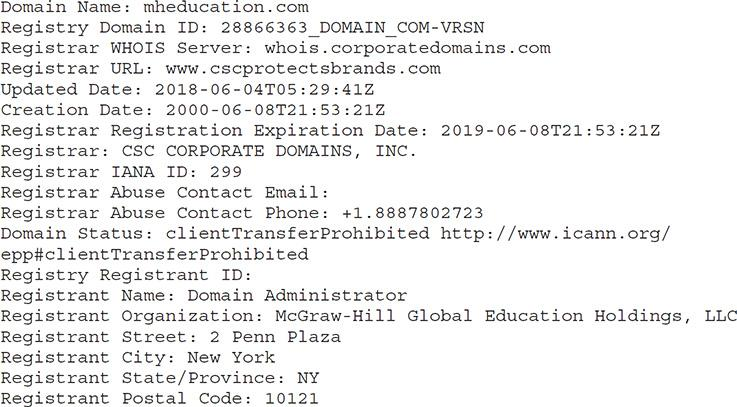 Domain Name: mheducation.com
Registry Domain ID: 28866363_DOMAIN_COM-VRSN
Registrar WHOIS Server: whois.corporatedomains.com
Registrar URL: www.cscprotectsbrands.com
Updated Date: 2018-06-04T05:29:41Z
Creation Date: 2000-06-08T21:53:21Z
Registrar Registration Expiration Date: 2019-06-08T21:53:21Z
Registrar: CSC CORPORATE DOMAINS, INC.
Registrar IANA ID: 299
Registrar Abuse Contact Email:
Registrar Abuse Contact Phone: +1.8887802723
Domain Status: clientTransferProhibited http://www.icann.org/
epp#clientTransferProhibited
Registry Registrant ID:
Registrant Name: Domain Administrator
Registrant Organization: McGraw-Hill Global Education Holdings, LLC
Registrant Street: 2 Penn Plaza
Registrant City: New York
Registrant State/Province: NY
Registrant Postal Code: 10121